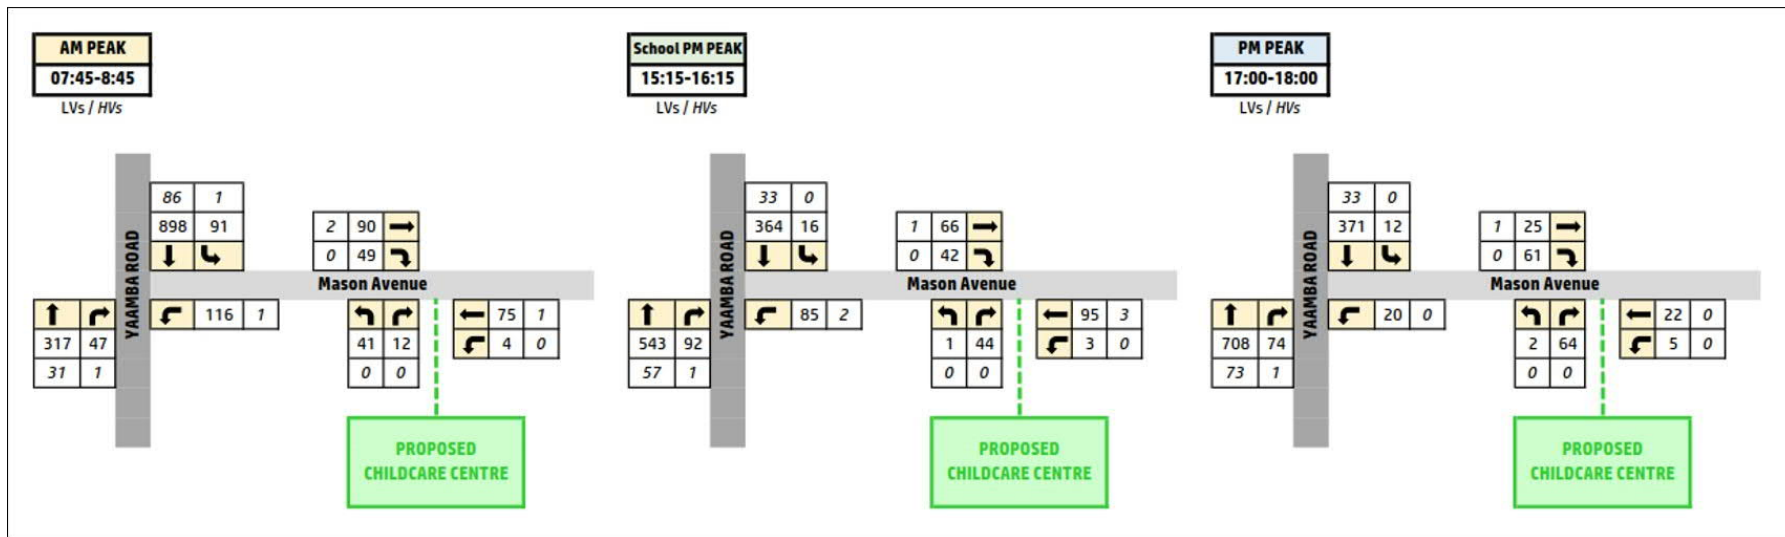 AM PEAK
07:45-8:45
LVs / HVs
YAAMBA ROAD
86 1
898 91
2 90
0 49
Mason Avenue
116 1
317 47
31 1
41 12
0 0
75 1
4 0
PROPOSED
CHILDCARE CENTRE
School PM PEAK
15:15-16:15
LVs / HVs
YAAMBA ROAD
33 0
364 16
1 66
0 42
Mason Avenue
85 2
543 92
57 1
1 44
0 0
95 3
3 0
PROPOSED
CHILDCARE CENTRE
PM PEAK
17:00-18:00
LVs / HVs
YAAMBA ROAD
33 0
371 12
1 25
0 61
Mason Avenue
20 0
708 74
73 1
2 64
0 0
22 0
5 0
PROPOSED
CHILDCARE CENTRE